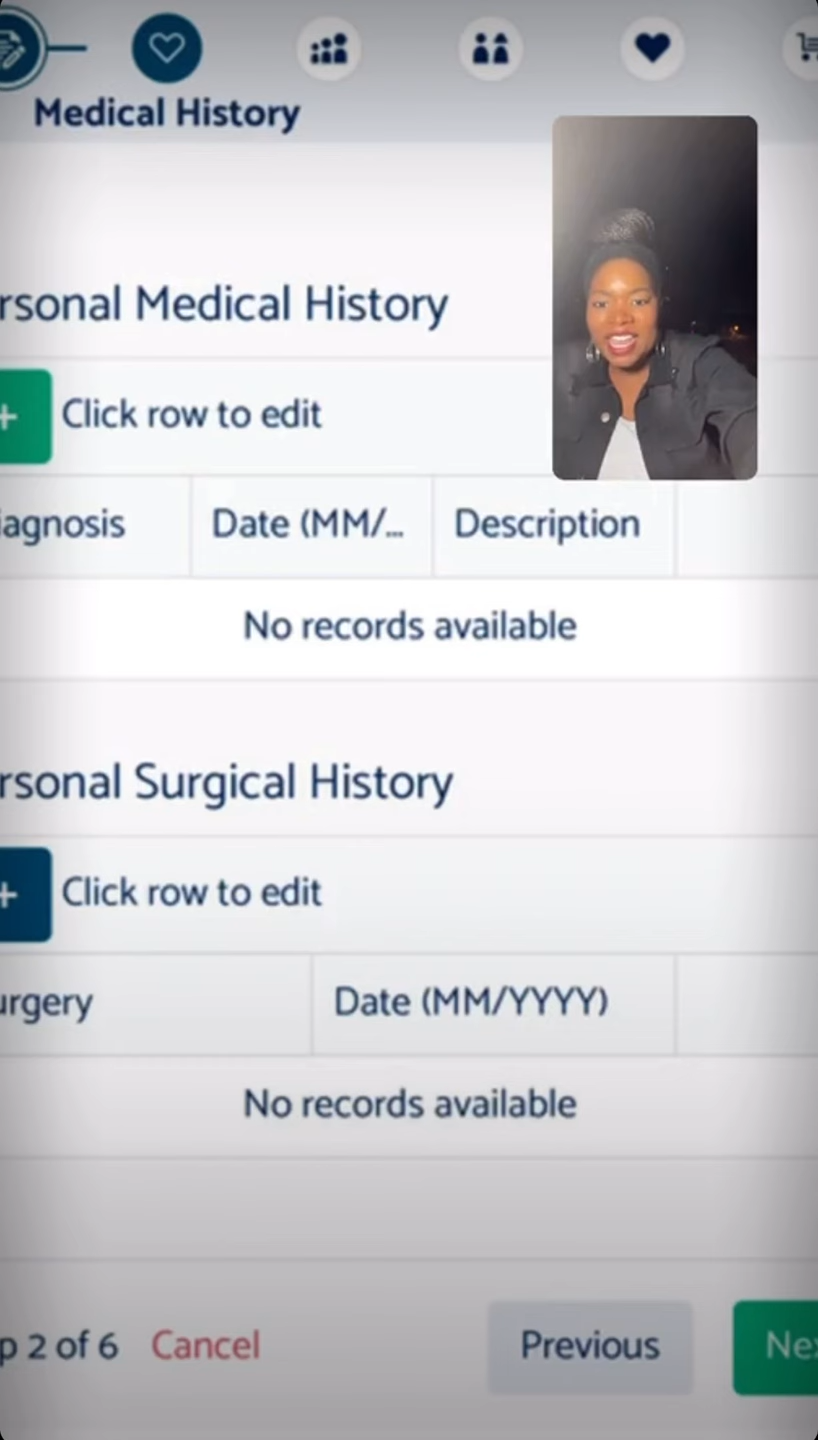 Medical History
rsonal Medical History
+ Click row to edit
iagnosis Date (MM/... Description
No records available
rsonal Surgical History
+ Click row to edit
urgery Date (MM/YYYY)
No records available
p 2 of 6 Cancel Previous Nex